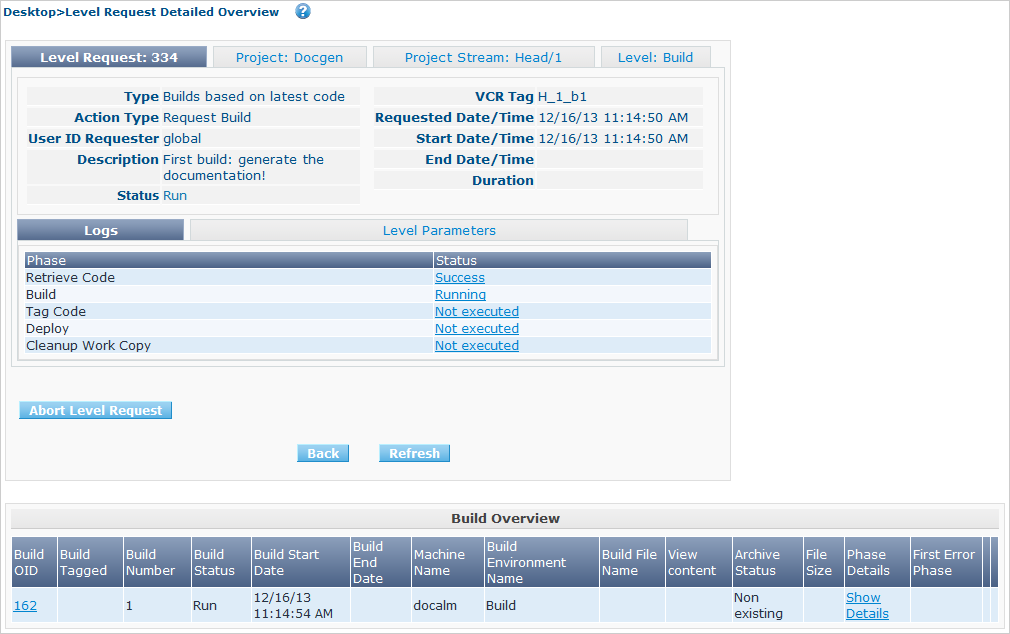 Desktop>Level Request Detailed Overview ?
Level Request: 334 Project: Docgen Project Stream: Head/1 Level: Build
Type Builds based on latest code VCR Tag H_1_b1
Action Type Request Build Requested Date/Time 12/16/13 11:14:50 AM
User ID Requester global Start Date/Time 12/16/13 11:14:50 AM
Description First build: generate the End Date/Time
documentation! Duration
Status Run
Logs Level Parameters
Phase Status
Retrieve Code Success
Build Running
Tag Code Not executed
Deploy Not executed
Cleanup Work Copy Not executed
Abort Level Request
Back Refresh
Build Overview
Build OID Build Tagged Build Number Build Status Build Start Date Build End Date Machine Name Build Environment Name Build File Name View content Archive Status File Size Phase Details First Error Phase
162 1 Run 12/16/13 11:14:54 AM docalm Build Non existing Show Details